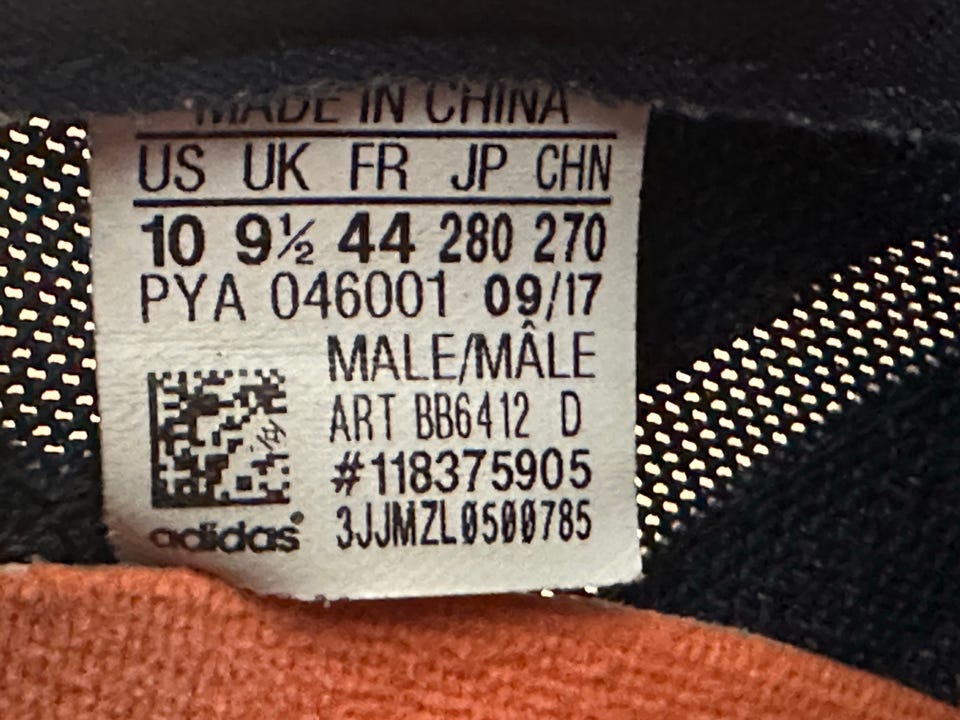 MADE IN CHINA
US UK FR JP CHN
10 9½ 44 280 270
PYA 046001 09/17
MALE/MÂLE
ART BB6412 D
#118375905
3JJMZL0500785
adidas®